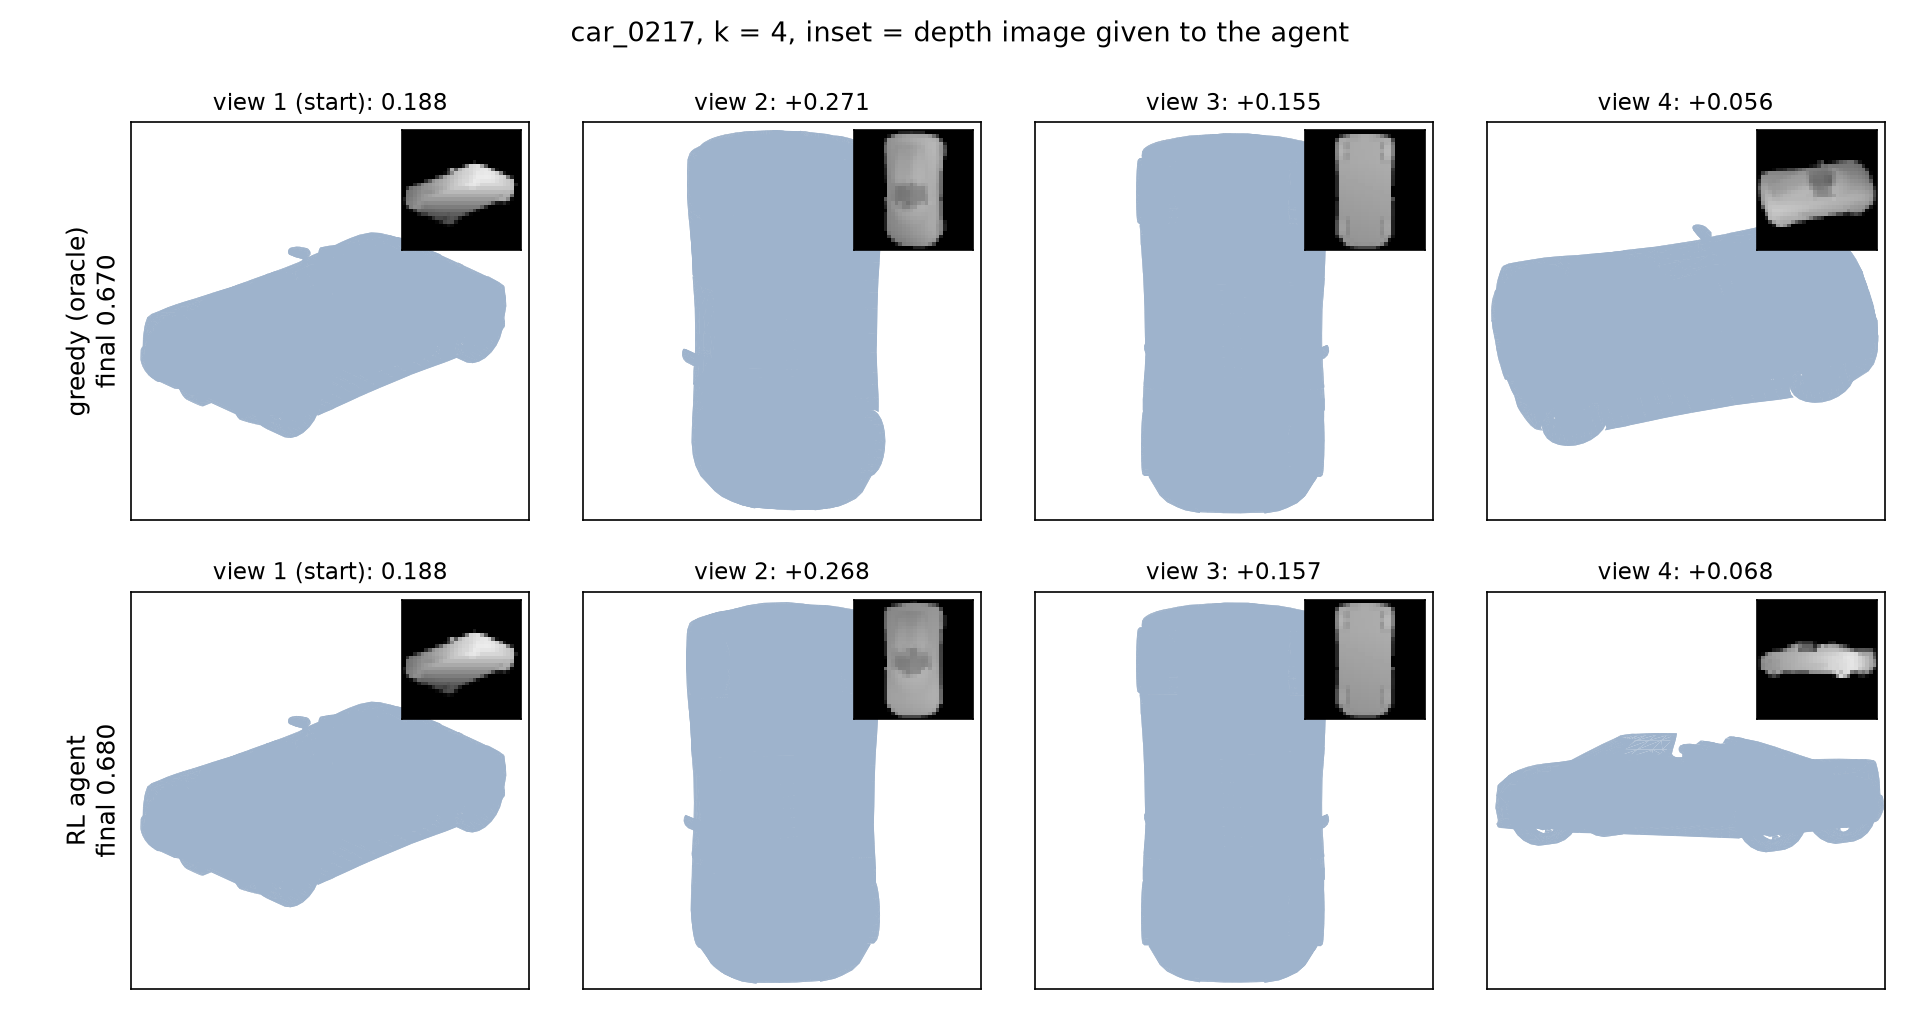 car_0217, k = 4, inset = depth image given to the agent
view 1 (start): 0.188
view 2: +0.271
view 3: +0.155
view 4: +0.056
greedy (oracle)
final 0.670
view 1 (start): 0.188
view 2: +0.268
view 3: +0.157
view 4: +0.068
RL agent
final 0.680